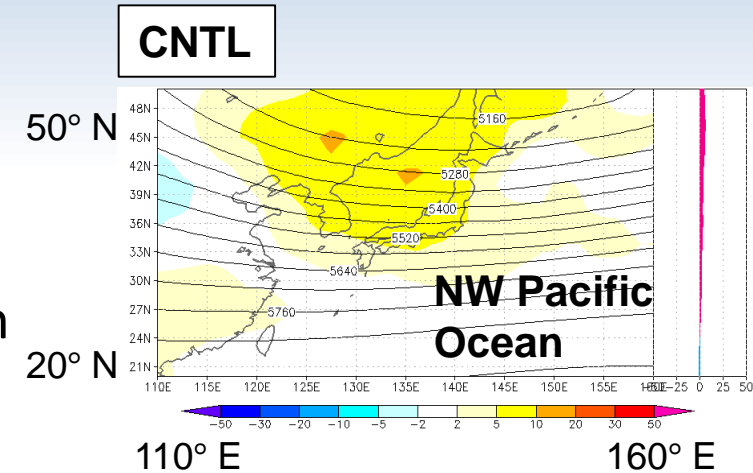 CNTL
50° N
48N
45N
42N
39N
36N
33N
30N
27N
24N
21N
20° N
n
5160
5280
5400
5520
5640
5760
NW Pacific
Ocean
110E 115E 120E 125E 130E 135E 140E 145E 150E 155E
-25 0 25 50
-50 -30 -20 -10 -5 -2 2 5 10 20 30 50
110° E 160° E